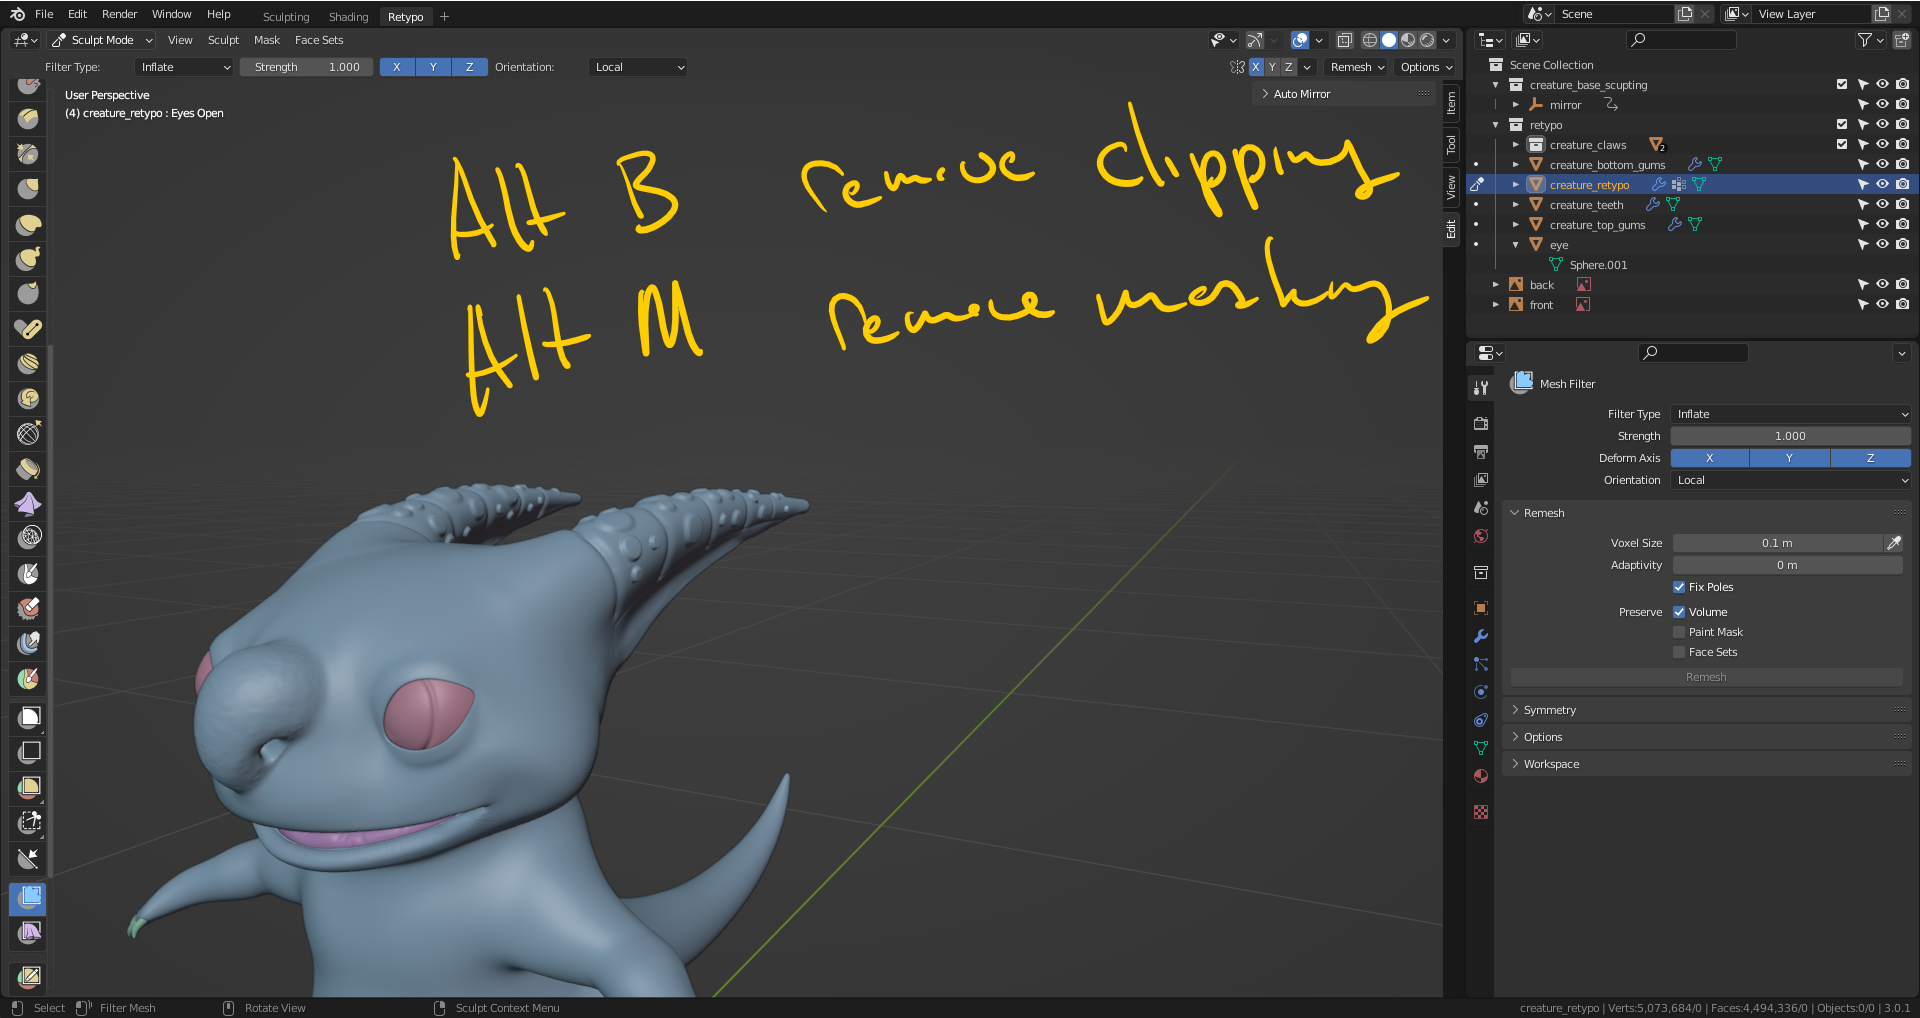 File Edit Render Window Help Sculpting Shading Retypo + Scene View Layer
Sculpt Mode View Sculpt Mask Face Sets
Filter Type: Inflate Strength 1.000 X Y Z Orientation: Local X Y Z Remesh Options
User Perspective
(4) creature_retypo : Eyes Open
Auto Mirror
Item
Tool
View
Edit
Alt B remove clipping
Alt M remove masking
Scene Collection
creature_base_scupting
mirror
retypo
creature_claws 2
creature_bottom_gums
creature_retypo
creature_teeth
creature_top_gums
eye
Sphere.001
back
front
Mesh Filter
Filter Type Inflate
Strength 1.000
Deform Axis X Y Z
Orientation Local
Remesh
Voxel Size 0.1 m
Adaptivity 0 m
Fix Poles
Preserve Volume
Paint Mask
Face Sets
Remesh
Symmetry
Options
Workspace
Select Filter Mesh Rotate View Sculpt Context Menu creature_retypo | Verts:5,073,684/0 | Faces:4,494,336/0 | Objects:0/0 | 3.0.1